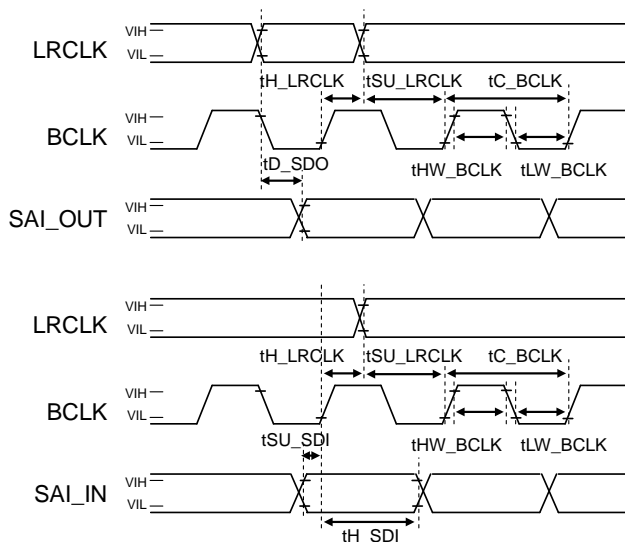 VIH
LRCLK
VIL
tH_LRCLK tSU_LRCLK tC_BCLK
VIH
BCLK
VIL
tD_SDO tHW_BCLK tLW_BCLK
VIH
SAI_OUT
VIL
VIH
LRCLK
VIL
tH_LRCLK tSU_LRCLK tC_BCLK
VIH
BCLK
VIL
tSU_SDI tHW_BCLK tLW_BCLK
VIH
SAI_IN
VIL
tH_SDI